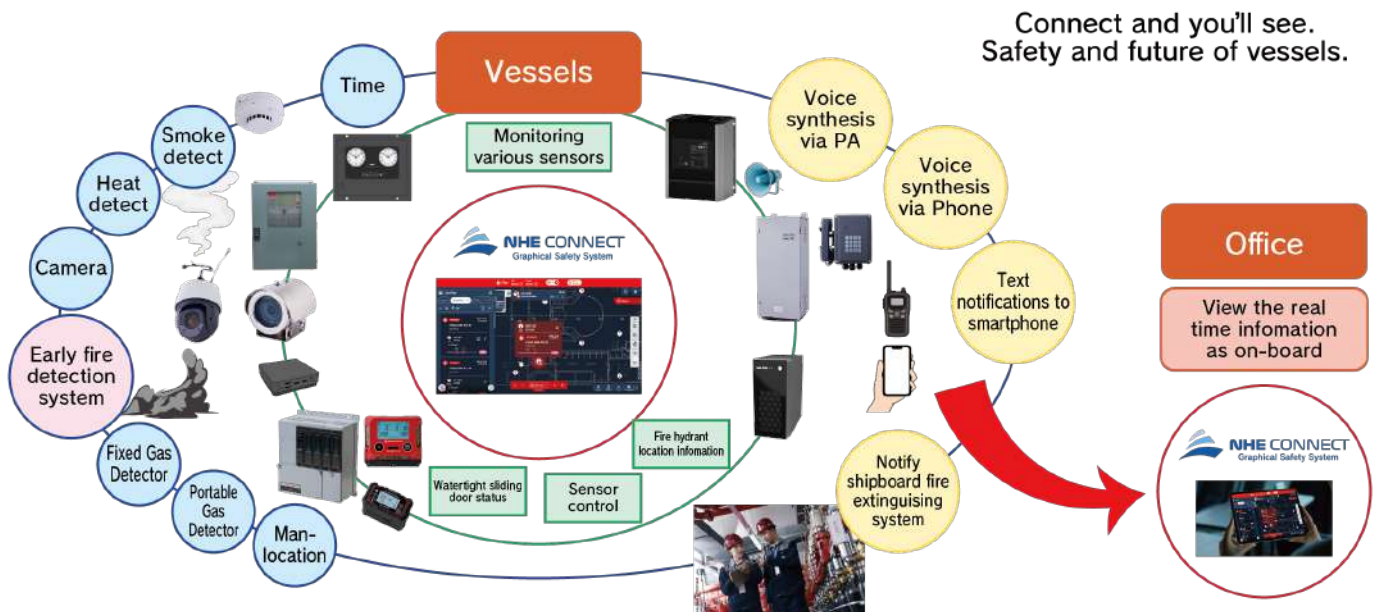 Connect and you'll see.
Safety and future of vessels.
Vessels
Time
Smoke
detect
Heat
detect
Camera
Early fire
detection
system
Fixed Gas
Detector
Portable
Gas
Detector
Man-
location
Monitoring
various sensors
NHE CONNECT
Graphical Safety System
Fire hydrant
location Infomation
Watertight sliding
door status
Sensor
control
Voice
synthesis
via PA
Voice
synthesis
via Phone
Text
notifications to
smartphone
Notify
shipboard fire
extinguising
system
Office
View the real
time infomation
as on-board
NHE CONNECT
Graphical Safety System